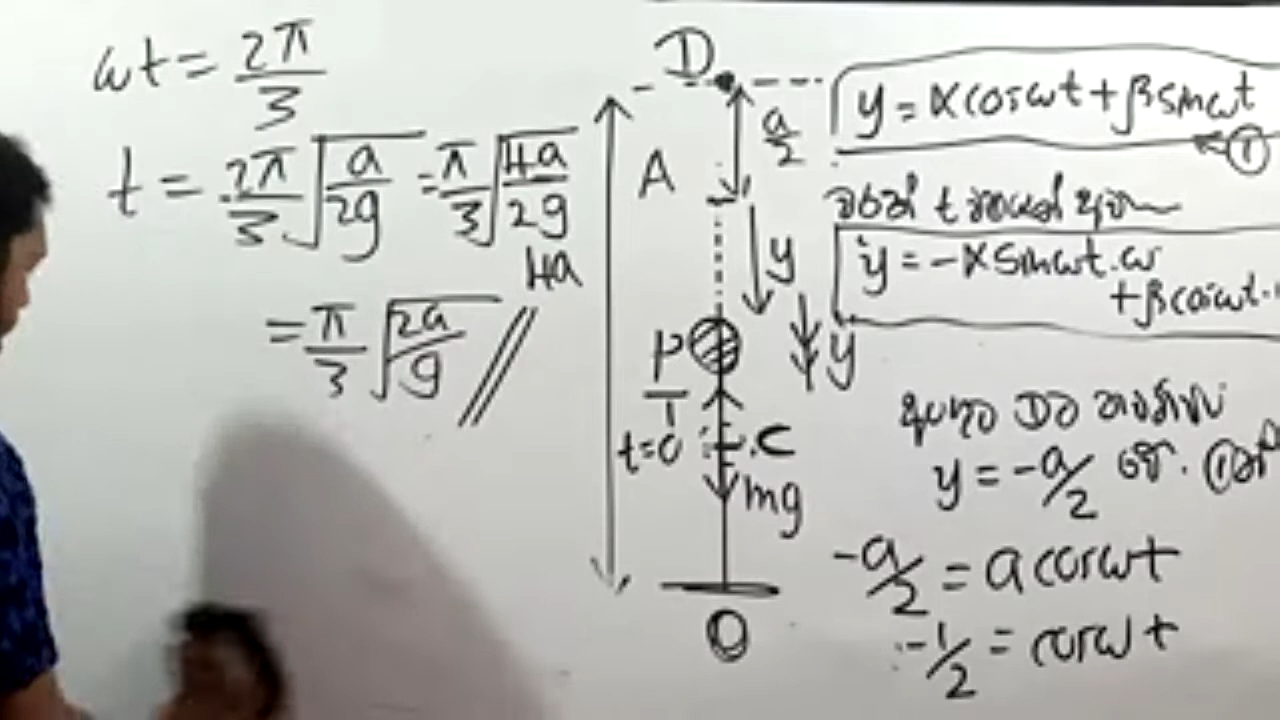 ωt = 2π/3
t = 2π/3 √(a/2g) = π/3 √(4a/2g)
4a
= π/3 √(2a/g) //
D
a/2
A
y
y
P
T
t=0
C
mg
O
y = α cos ωt + β sin ωt
①
ẏ = -α sin ωt . ω
+ β cos ωt .
y = -a/2
-a/2 = a cos ωt
-1/2 = cos ωt